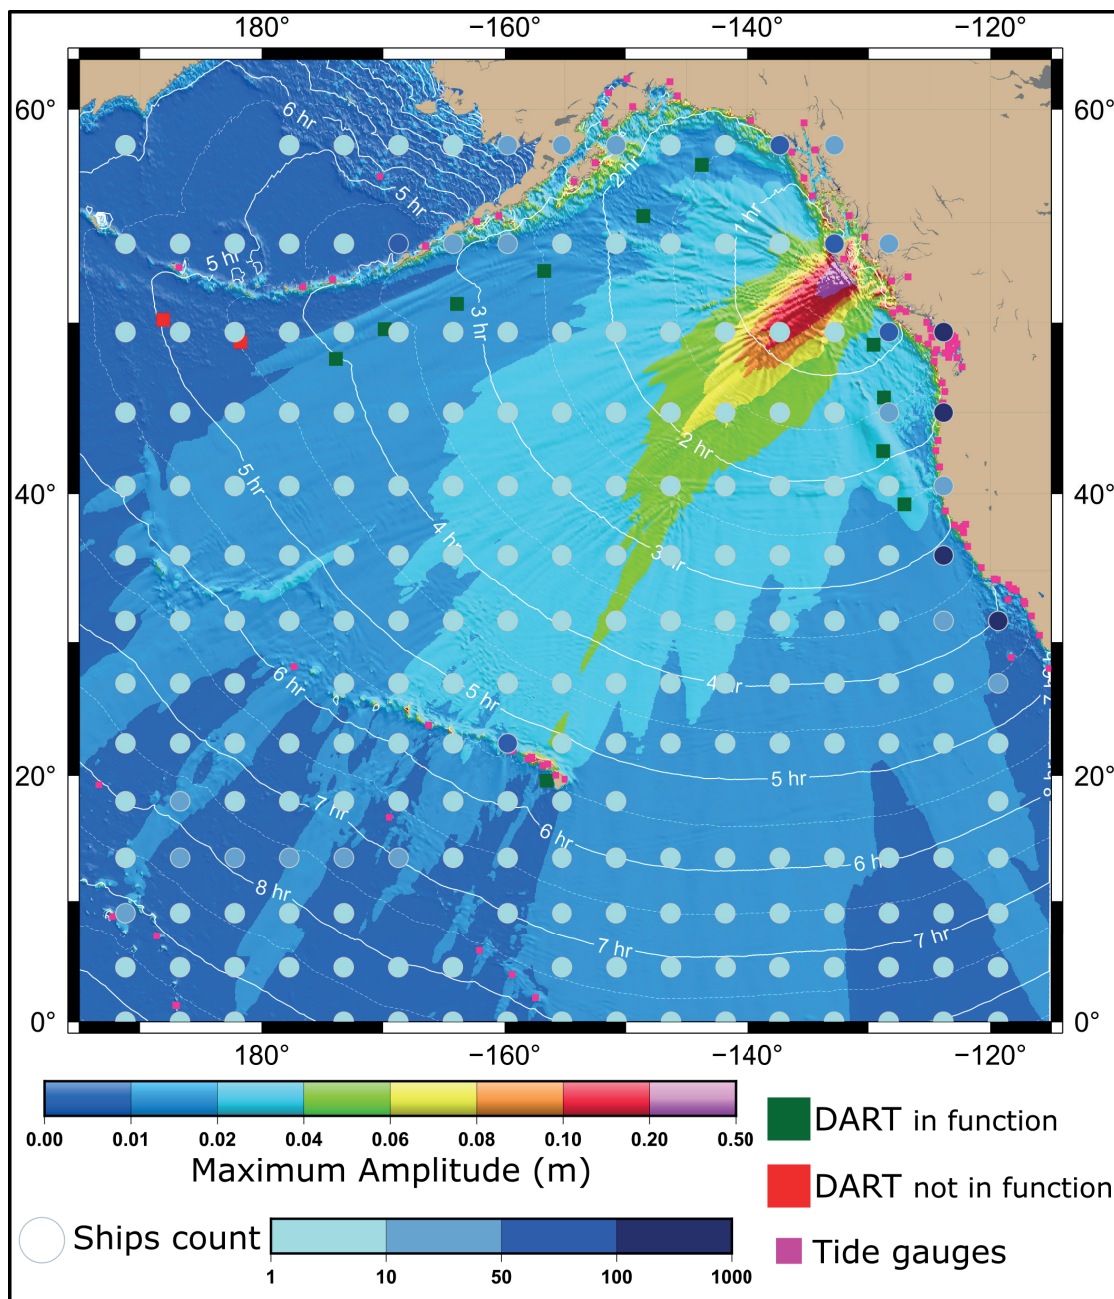 180° −160° −140° −120°
60° 60°
6 hr
2 hr
5 hr
1 hr
5 hr
3 hr
2 hr
5 hr
40° 40°
4 hr
3 hr
4 hr
7 hr
6 hr
5 hr
20° 5 hr 20°
8 hr
7 hr
6 hr
6 h
8 hr
7 hr
7 hr
0° 0°
180° −160° −140° −120°
0.00 0.01 0.02 0.04 0.06 0.08 0.10 0.20 0.50
Maximum Amplitude (m)
DART in function
DART not in function
Ships count
1 10 50 100 1000
Tide gauges